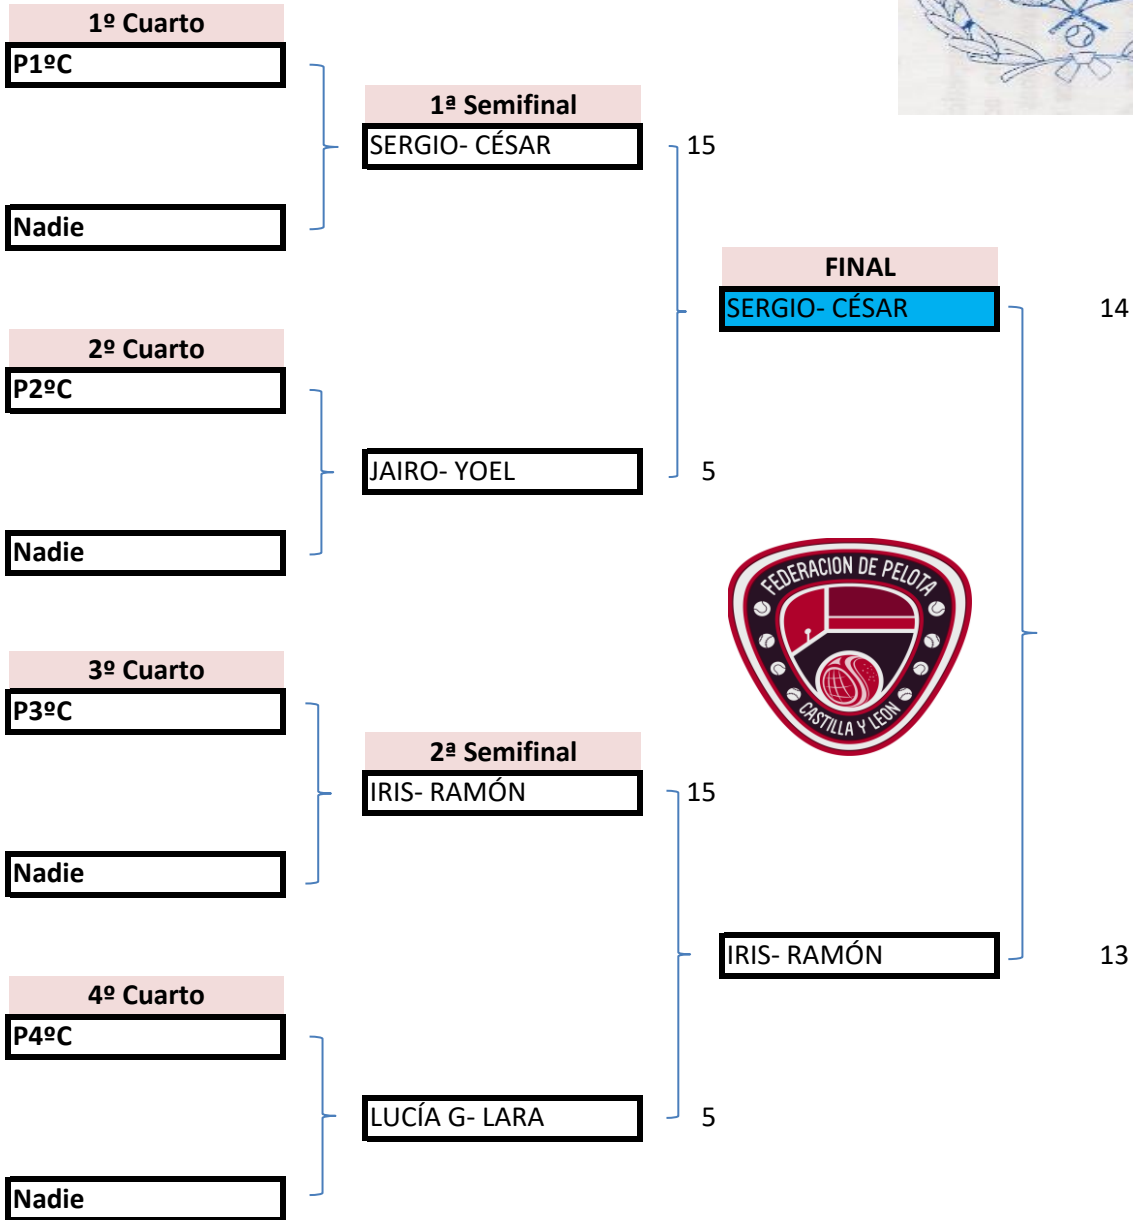 1º Cuarto
P1ºC
Nadie
2º Cuarto
P2ºC
Nadie
3º Cuarto
P3ºC
Nadie
4º Cuarto
P4ºC
Nadie
1ª Semifinal
SERGIO- CÉSAR 15
JAIRO- YOEL 5
2ª Semifinal
IRIS- RAMÓN 15
LUCÍA G- LARA 5
FINAL
SERGIO- CÉSAR 14
FEDERACION DE PELOTA
CASTILLA Y LEON
IRIS- RAMÓN 13